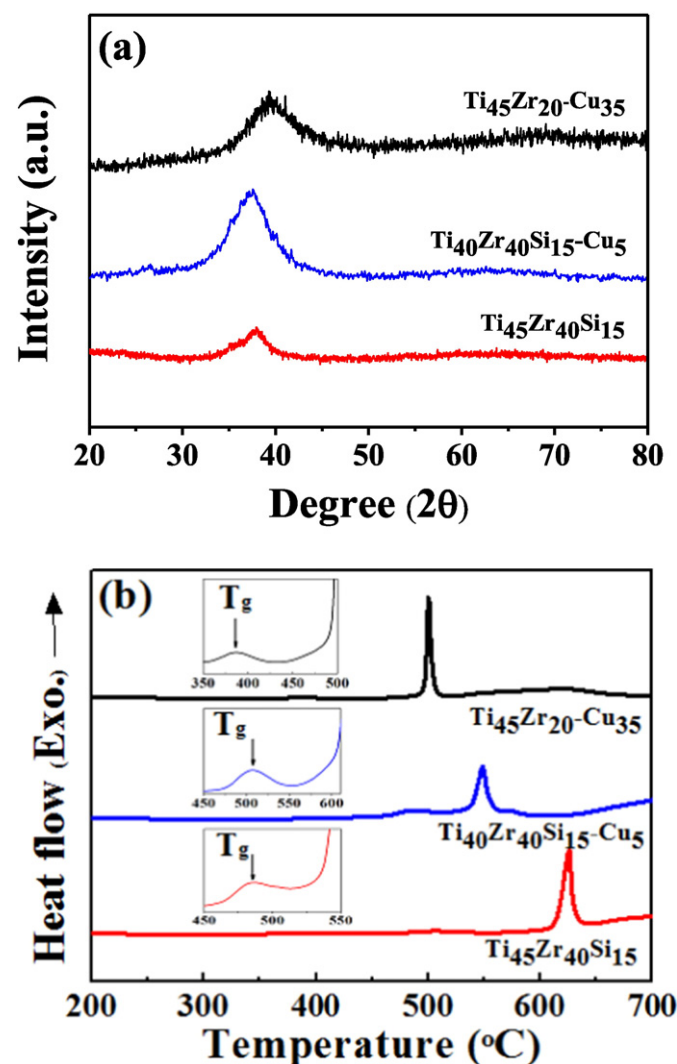 (a)
Ti45Zr20-Cu35
Ti40Zr40Si15-Cu5
Ti45Zr40Si15
Intensity (a.u.)
20 30 40 50 60 70 80
Degree (2θ)
(b)
Tg
350 400 450 500
Ti45Zr20-Cu35
Tg
450 500 550 600
Ti40Zr40Si15-Cu5
Tg
450 500 550
Ti45Zr40Si15
Heat flow (Exo.)
200 300 400 500 600 700
Temperature (oC)